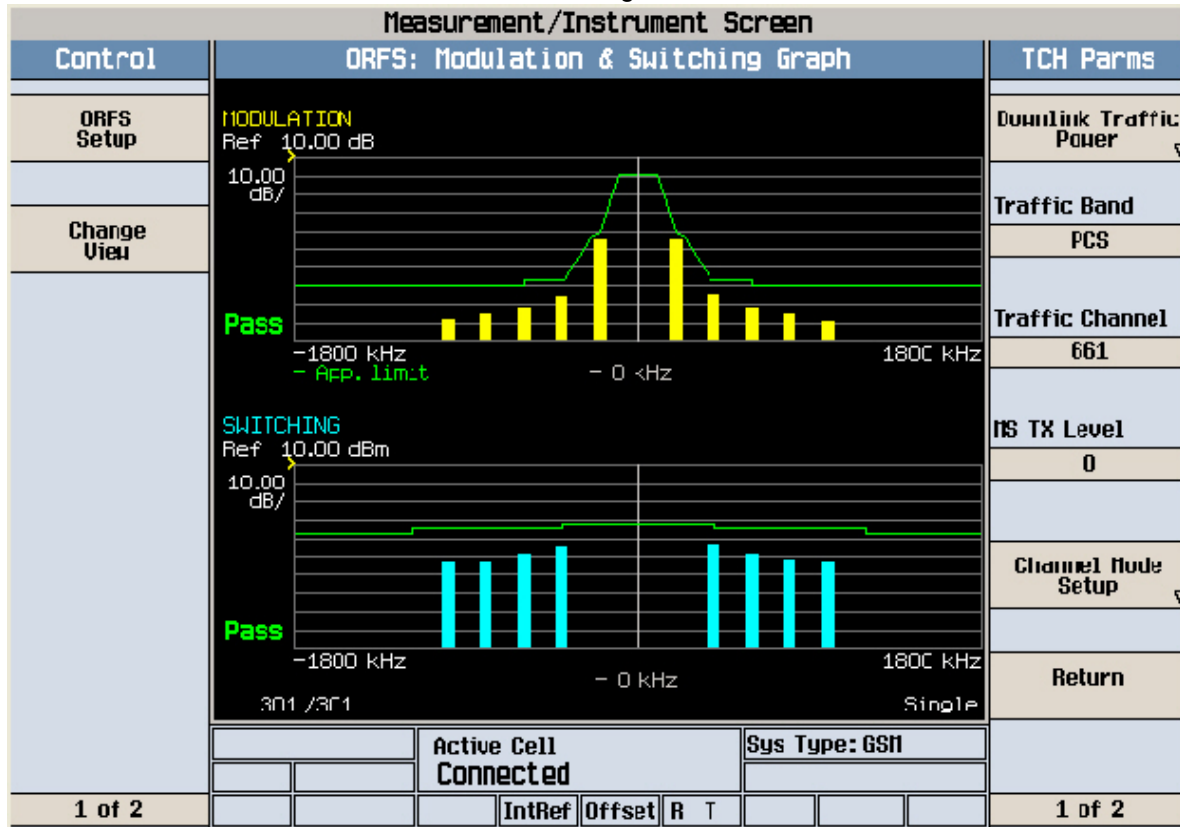 Measurement/Instrument Screen
Control
ORFS: Modulation & Switching Graph
TCH Parms
ORFS
Setup
Change
View
1 of 2
MODULATION
Ref 10.00 dB
10.00
dB/
Pass
-1800 kHz
1800 kHz
- App. limit
- 0 kHz
SWITCHING
Ref 10.00 dBm
10.00
dB/
Pass
-1800 kHz
1800 kHz
- 0 kHz
301 /301
Single
Active Cell
Connected
Sys Type: GSM
IntRef
Offset
R T
Downlink Traffic
Power
Traffic Band
PCS
Traffic Channel
661
MS TX Level
0
Channel Mode
Setup
Return
1 of 2